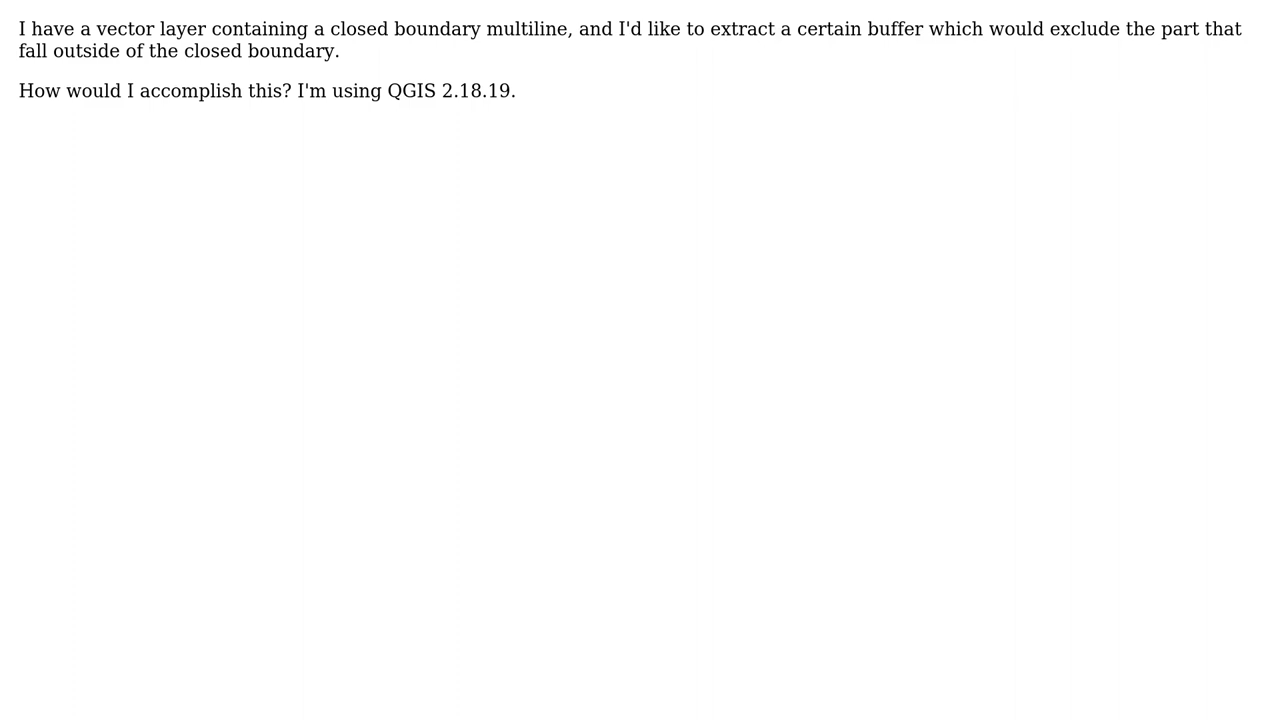 I have a vector layer containing a closed boundary multiline, and I'd like to extract a certain buffer which would exclude the part that
fall outside of the closed boundary.
How would I accomplish this? I'm using QGIS 2.18.19.